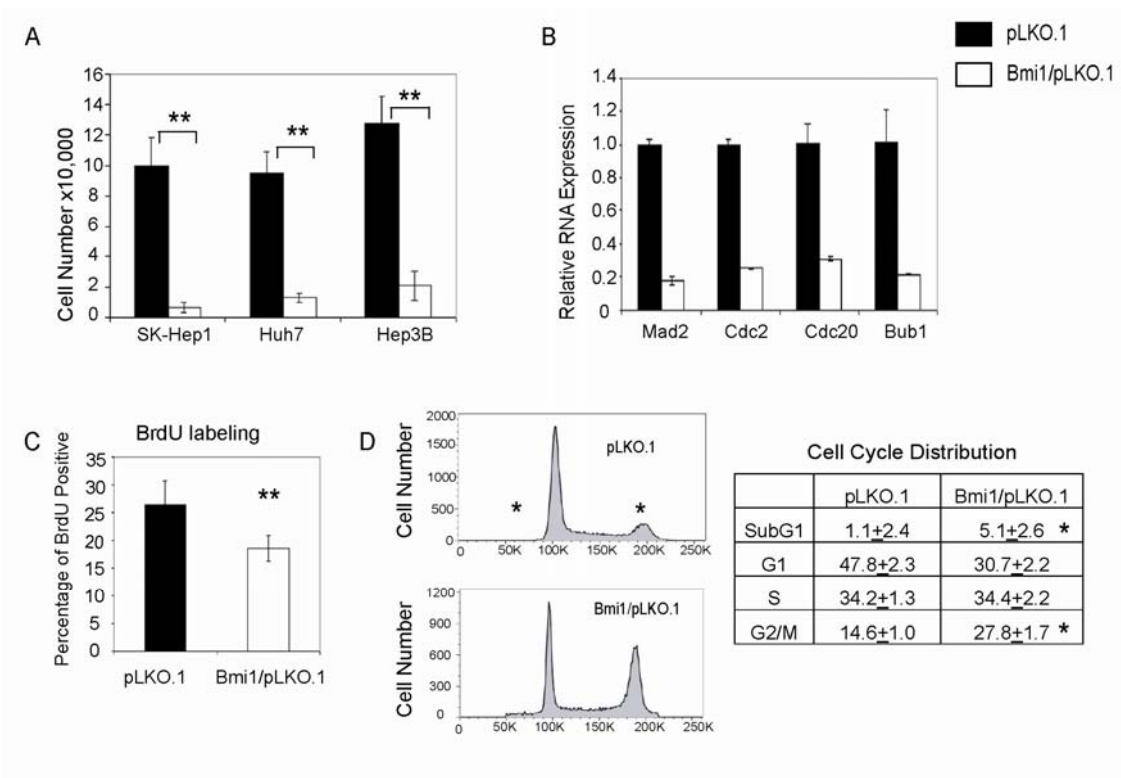 A
B
pLKO.1
Bmi1/pLKO.1
Cell Number x10,000
16
14
12
10
8
6
4
2
0
**
**
**
SK-Hep1 Huh7 Hep3B
Relative RNA Expression
1.4
1.2
1.0
0.8
0.6
0.4
0.2
0
Mad2 Cdc2 Cdc20 Bub1
C
BrdU labeling
Percentage of BrdU Positive
35
30
25
20
15
10
5
0
**
pLKO.1 Bmi1/pLKO.1
D
Cell Number
2000
1500
1000
500
0
pLKO.1
* *
0 50K 100K 150K 200K 250K
Cell Number
1200
900
600
300
0
Bmi1/pLKO.1
0 50K 100K 150K 200K 250K
Cell Cycle Distribution
pLKO.1 Bmi1/pLKO.1
SubG1 1.1±2.4 5.1±2.6 *
G1 47.8±2.3 30.7±2.2
S 34.2±1.3 34.4±2.2
G2/M 14.6±1.0 27.8±1.7 *